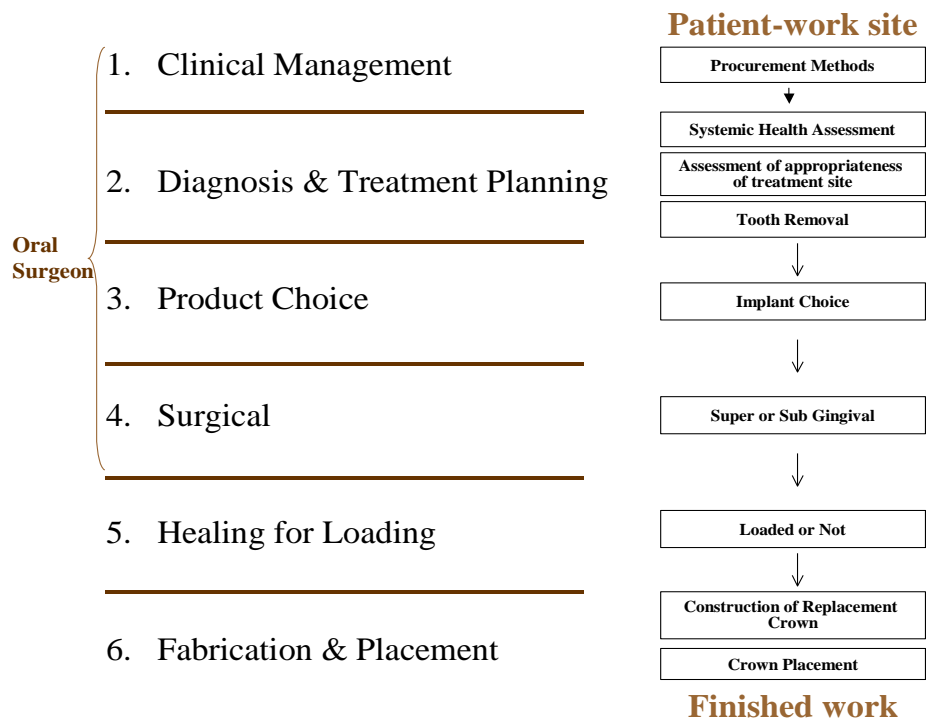 Patient-work site
1. Clinical Management
Procurement Methods
Systemic Health Assessment
2. Diagnosis & Treatment Planning
Assessment of appropriateness
of treatment site
Tooth Removal
Oral
Surgeon
3. Product Choice
Implant Choice
4. Surgical
Super or Sub Gingival
5. Healing for Loading
Loaded or Not
Construction of Replacement
Crown
6. Fabrication & Placement
Crown Placement
Finished work